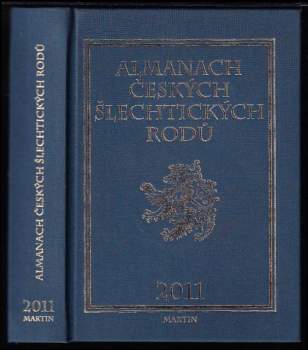 ALMANACH ČESKÝCH ŠLECHTICKÝCH RODŮ
2011
MARTIN
ALMANACH
ČESKÝCH
ŠLECHTICKÝCH
RODŮ
2011
MARTIN